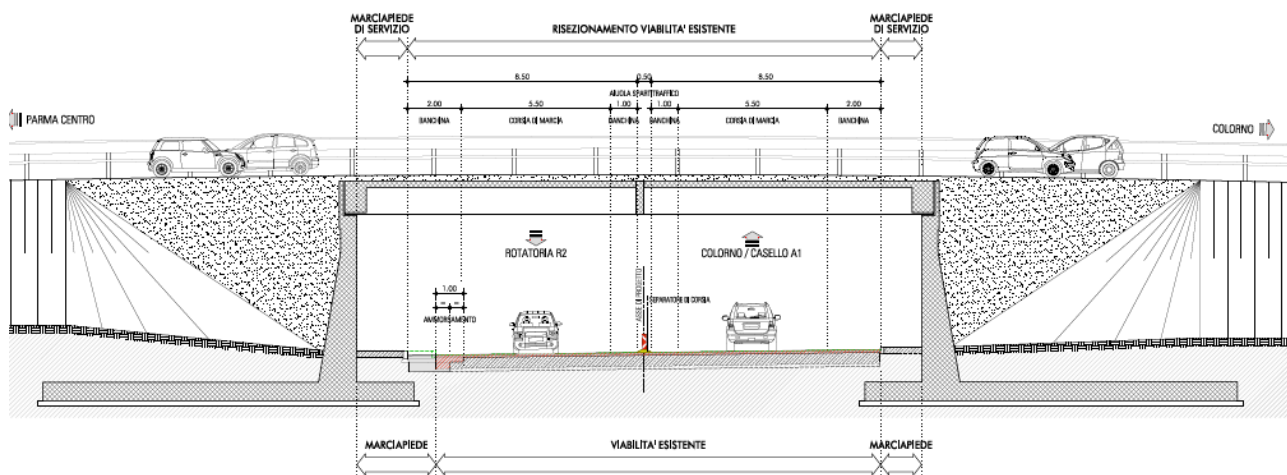 MARCIAPIEDE
DI SERVIZIO
RISEZIONAMENTO VIABILITA' ESISTENTE
MARCIAPIEDE
DI SERVIZIO
8.50
0.50
8.50
AIUOLA SPARTITRAFFICO
2.00
5.50
1.00
1.00
5.50
2.00
BANCHINA
CORSIA DI MARCIA
BANCHINA
BANCHINA
CORSIA DI MARCIA
BANCHINA
PARMA CENTRO
COLORNO
ROTATORIA R2
COLORNO / CASELLO A1
1.00
AMMORSAMENTO
ASSE DI PROGETTO
SEPARATORE DI CORSIA
MARCIAPIEDE
VIABILITA' ESISTENTE
MARCIAPIEDE